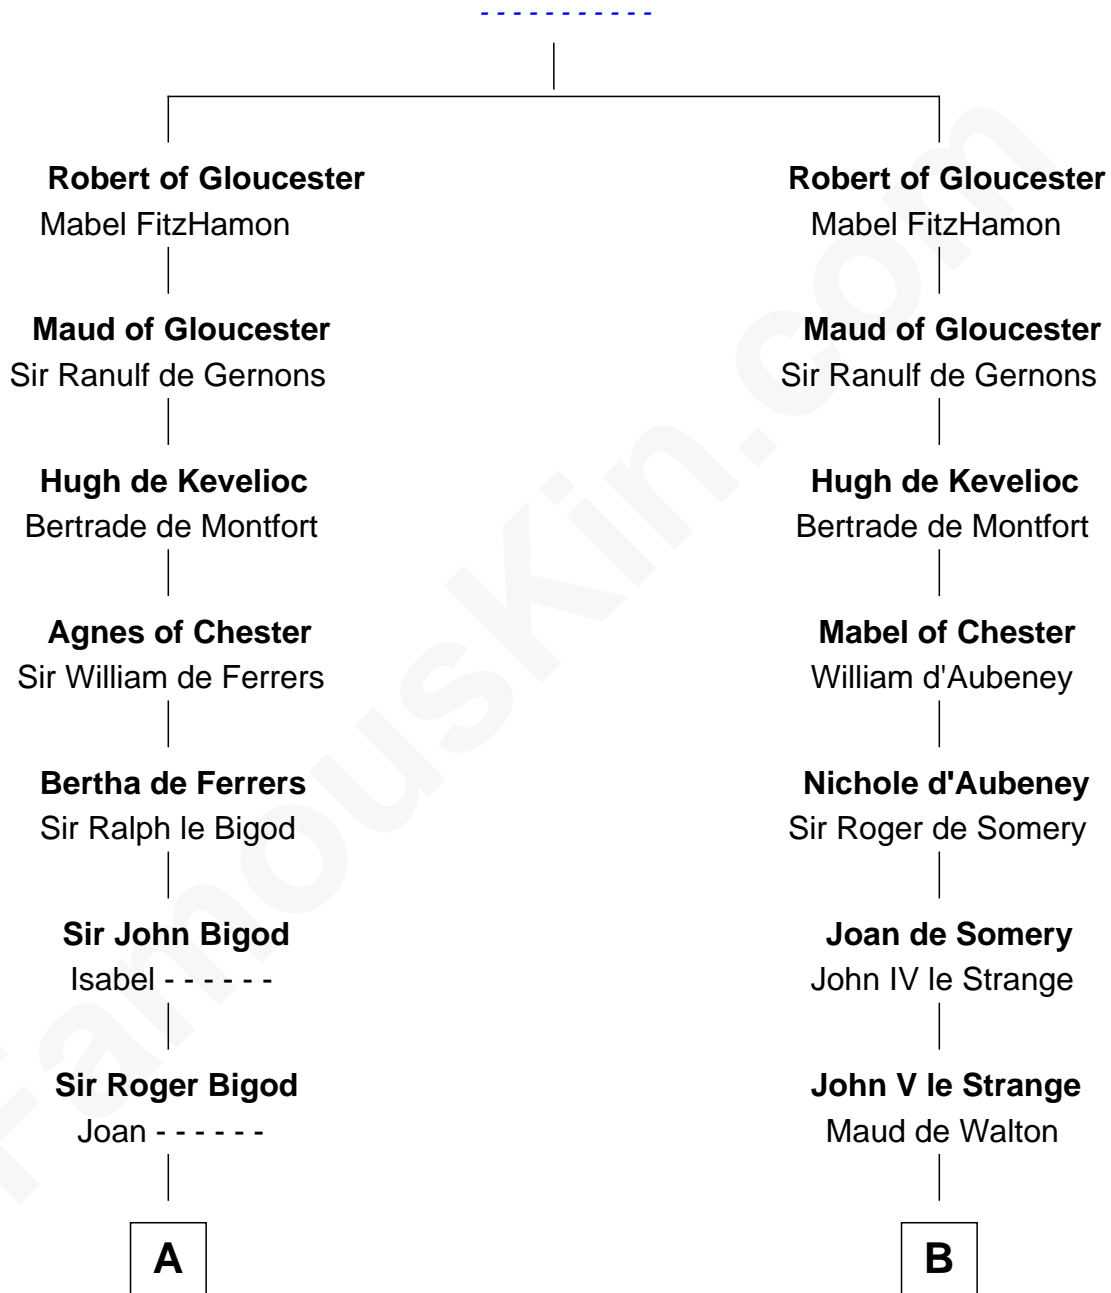 - - - - - - - - - - -
Robert of Gloucester
Mabel FitzHamon
Maud of Gloucester
Sir Ranulf de Gernons
Hugh de Kevelioc
Bertrade de Montfort
Agnes of Chester
Sir William de Ferrers
Bertha de Ferrers
Sir Ralph le Bigod
Sir John Bigod
Isabel - - - - - -
Sir Roger Bigod
Joan - - - - - -
A
Robert of Gloucester
Mabel FitzHamon
Maud of Gloucester
Sir Ranulf de Gernons
Hugh de Kevelioc
Bertrade de Montfort
Mabel of Chester
William d'Aubeney
Nichole d'Aubeney
Sir Roger de Somery
Joan de Somery
John IV le Strange
John V le Strange
Maud de Walton
B
FamousKin.com